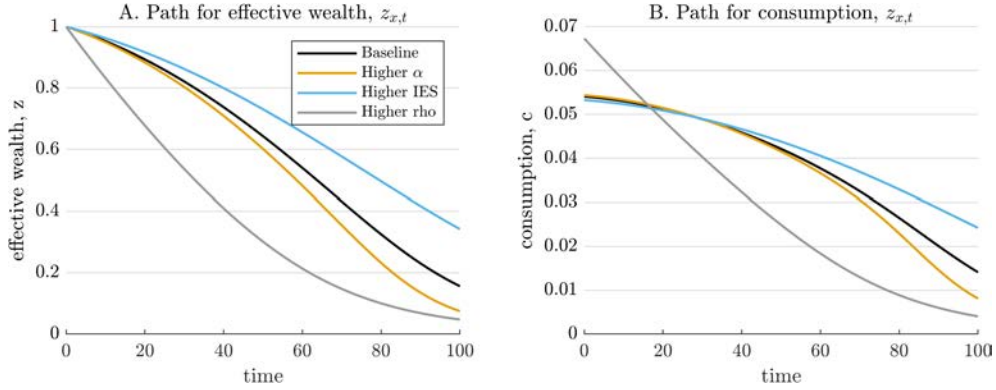 A. Path for effective wealth, z_{x,t}
1
0.8
0.6
0.4
0.2
0
effective wealth, z
0 20 40 60 80 100
time
Baseline
Higher α
Higher IES
Higher rho
B. Path for consumption, z_{x,t}
0.07
0.06
0.05
0.04
0.03
0.02
0.01
0
consumption, c
0 20 40 60 80 100
time